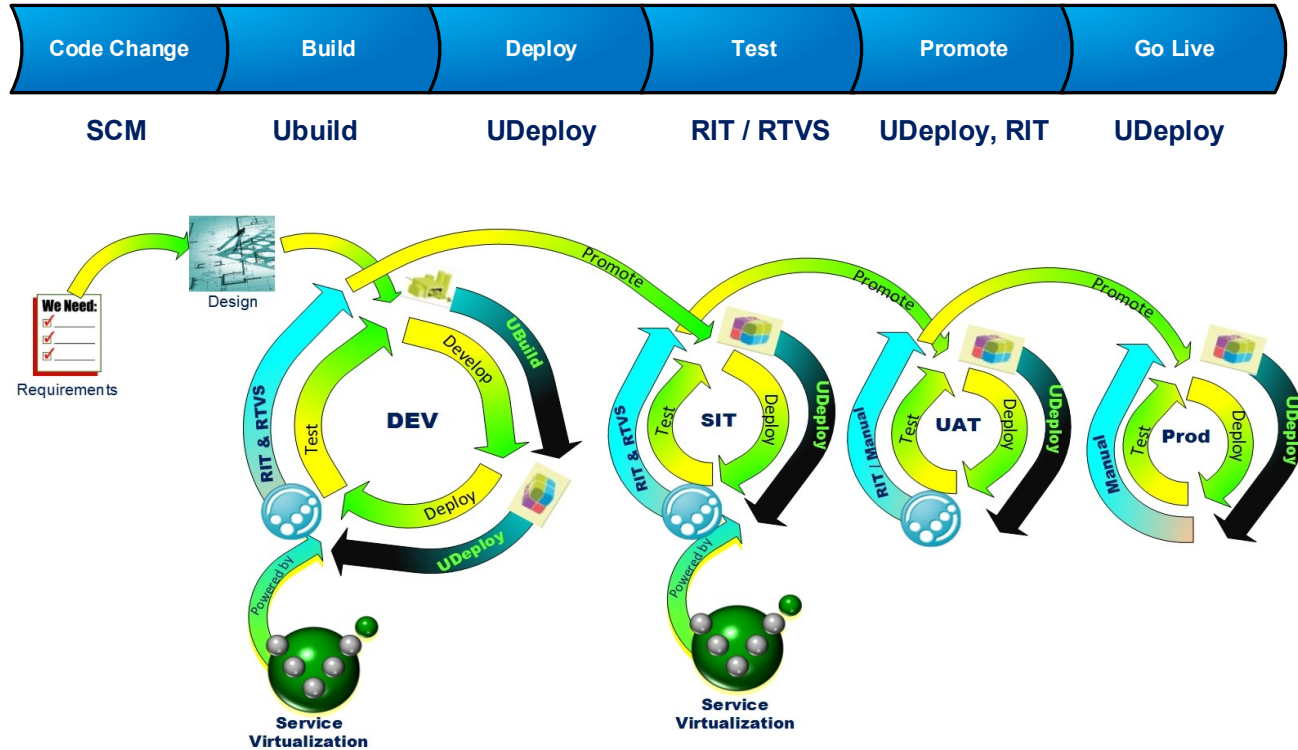 Code Change
Build
Deploy
Test
Promote
Go Live
SCM
Ubuild
UDeploy
RIT / RTVS
UDeploy, RIT
UDeploy
We Need:
Requirements
Design
Promote
Promote
Promote
UBuild
Develop
RIT & RTVS
Test
DEV
Deploy
UDeploy
Powered by
Service
Virtualization
RIT & RTVS
Test
SIT
Deploy
UDeploy
Powered by
Service
Virtualization
RIT / Manual
Test
UAT
Deploy
UDeploy
Manual
Test
Prod
Deploy
UDeploy